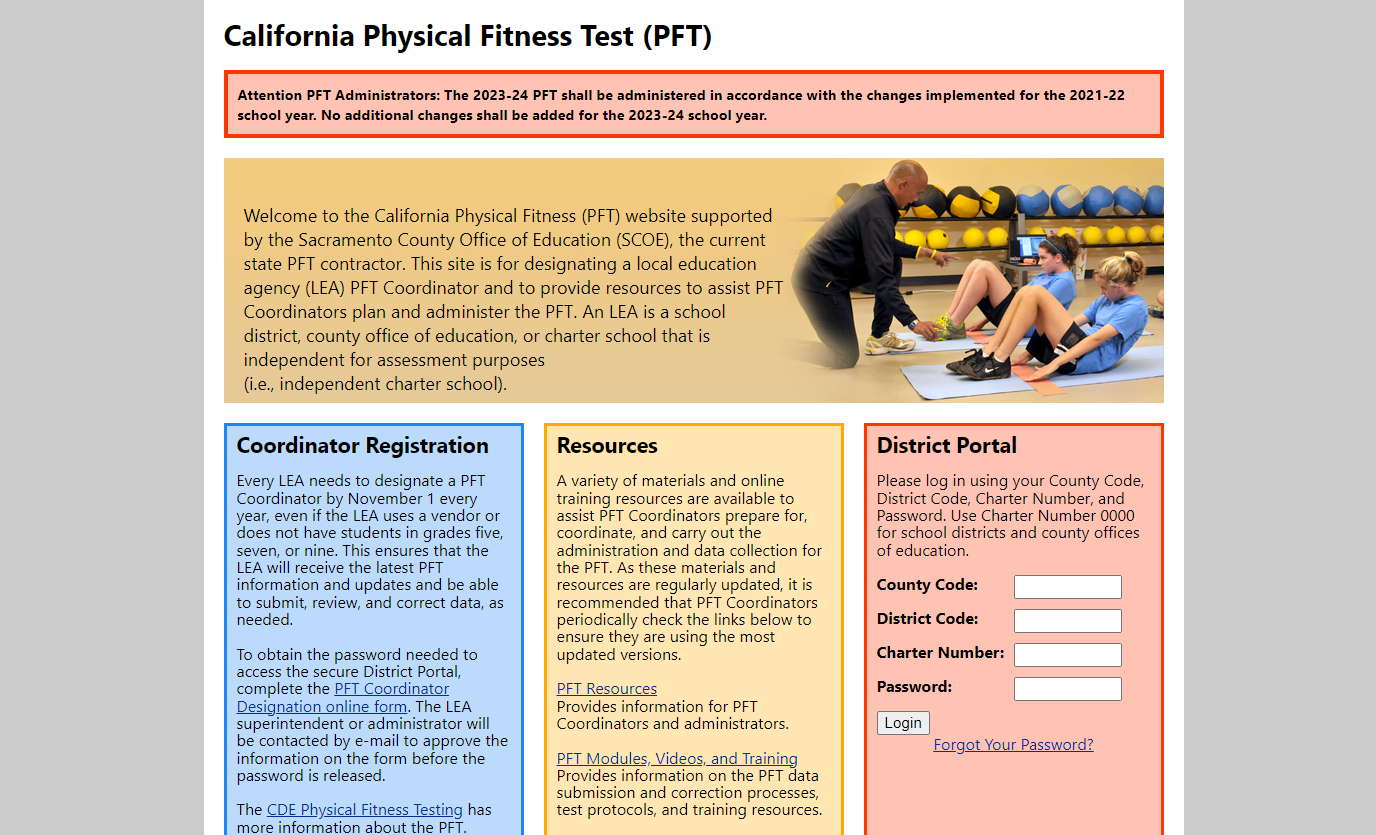 California Physical Fitness Test (PFT)
Attention PFT Administrators: The 2023-24 PFT shall be administered in accordance with the changes implemented for the 2021-22
school year. No additional changes shall be added for the 2023-24 school year.
Welcome to the California Physical Fitness (PFT) website supported
by the Sacramento County Office of Education (SCOE), the current
state PFT contractor. This site is for designating a local education
agency (LEA) PFT Coordinator and to provide resources to assist PFT
Coordinators plan and administer the PFT. An LEA is a school
district, county office of education, or charter school that is
independent for assessment purposes
(i.e., independent charter school).
Coordinator Registration
Every LEA needs to designate a PFT
Coordinator by November 1 every
year, even if the LEA uses a vendor or
does not have students in grades five,
seven, or nine. This ensures that the
LEA will receive the latest PFT
information and updates and be able
to submit, review, and correct data, as
needed.
To obtain the password needed to
access the secure District Portal,
complete the PFT Coordinator
Designation online form. The LEA
superintendent or administrator will
be contacted by e-mail to approve the
information on the form before the
password is released.
The CDE Physical Fitness Testing has
more information about the PFT.
Resources
A variety of materials and online
training resources are available to
assist PFT Coordinators prepare for,
coordinate, and carry out the
administration and data collection for
the PFT. As these materials and
resources are regularly updated, it is
recommended that PFT Coordinators
periodically check the links below to
ensure they are using the most
updated versions.
PFT Resources
Provides information for PFT
Coordinators and administrators.
PFT Modules, Videos, and Training
Provides information on the PFT data
submission and correction processes,
test protocols, and training resources.
District Portal
Please log in using your County Code,
District Code, Charter Number, and
Password. Use Charter Number 0000
for school districts and county offices
of education.
County Code:
District Code:
Charter Number:
Password:
Login
Forgot Your Password?